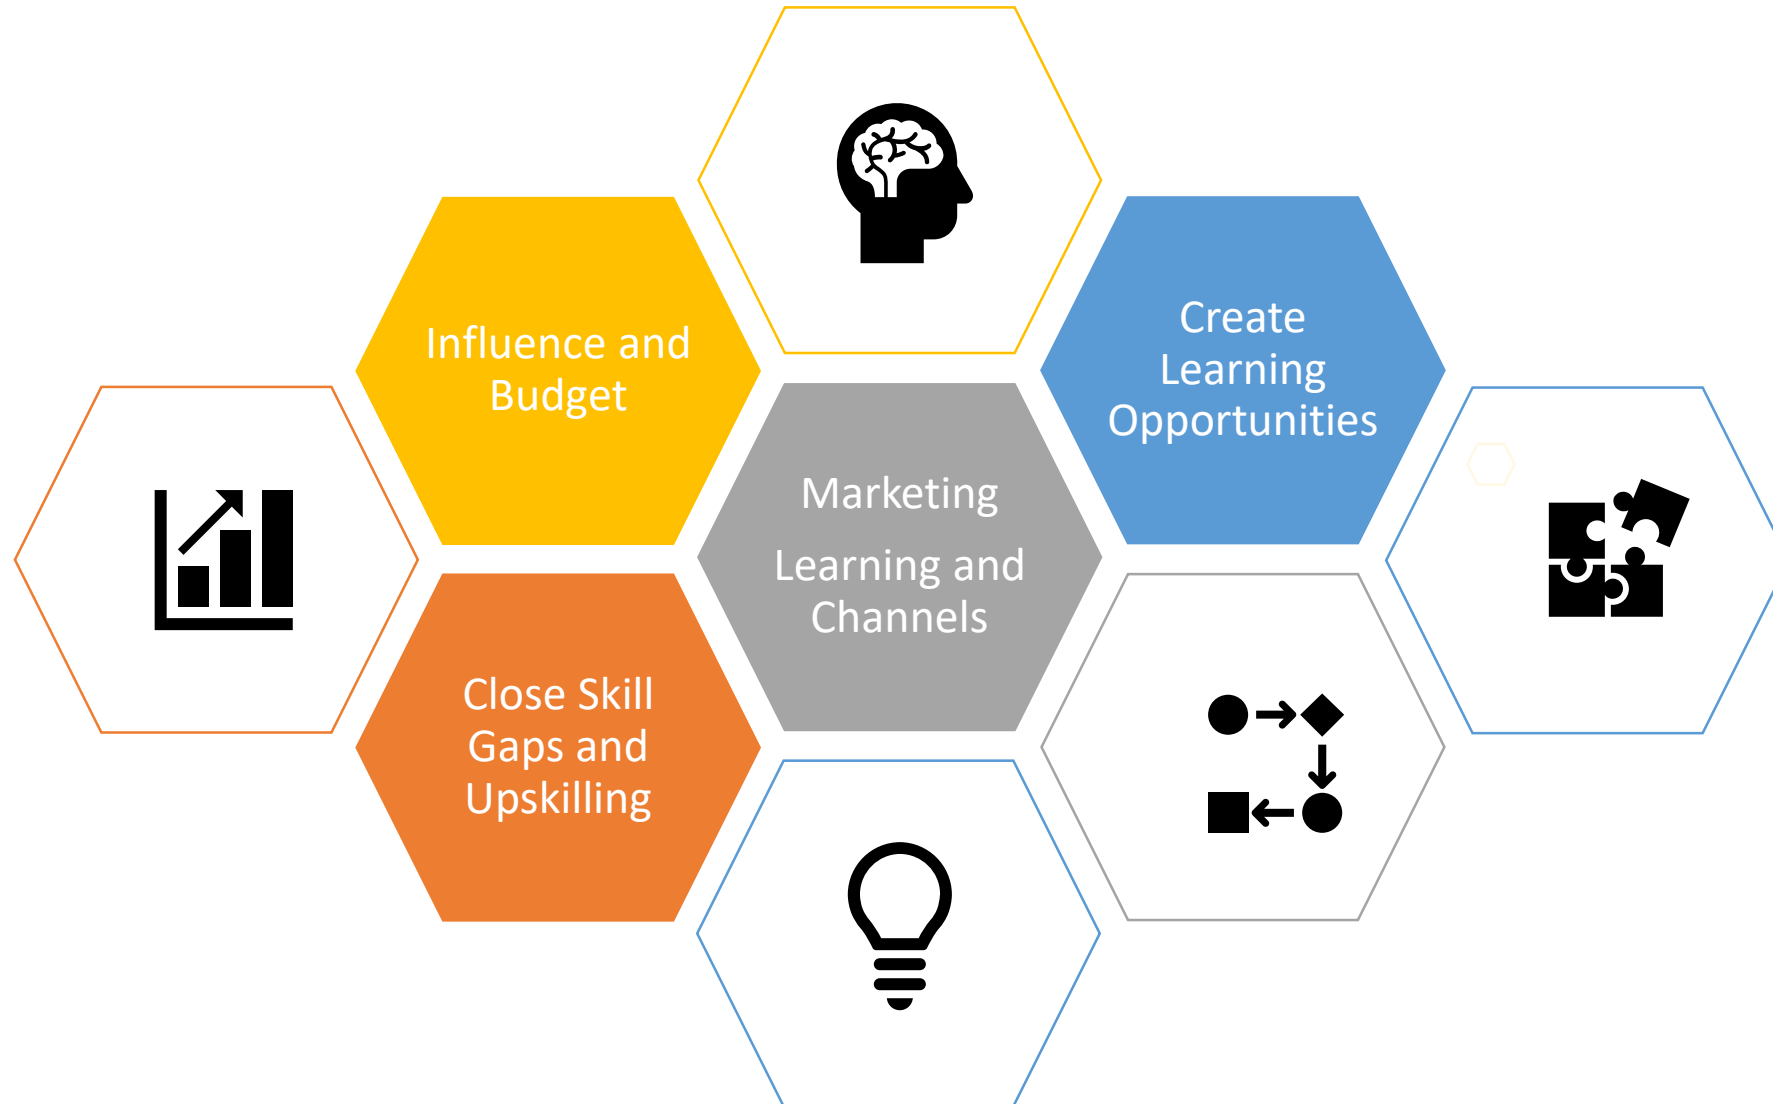 Influence and
Budget
Create
Learning
Opportunities
Marketing
Learning and
Channels
Close Skill
Gaps and
Upskilling